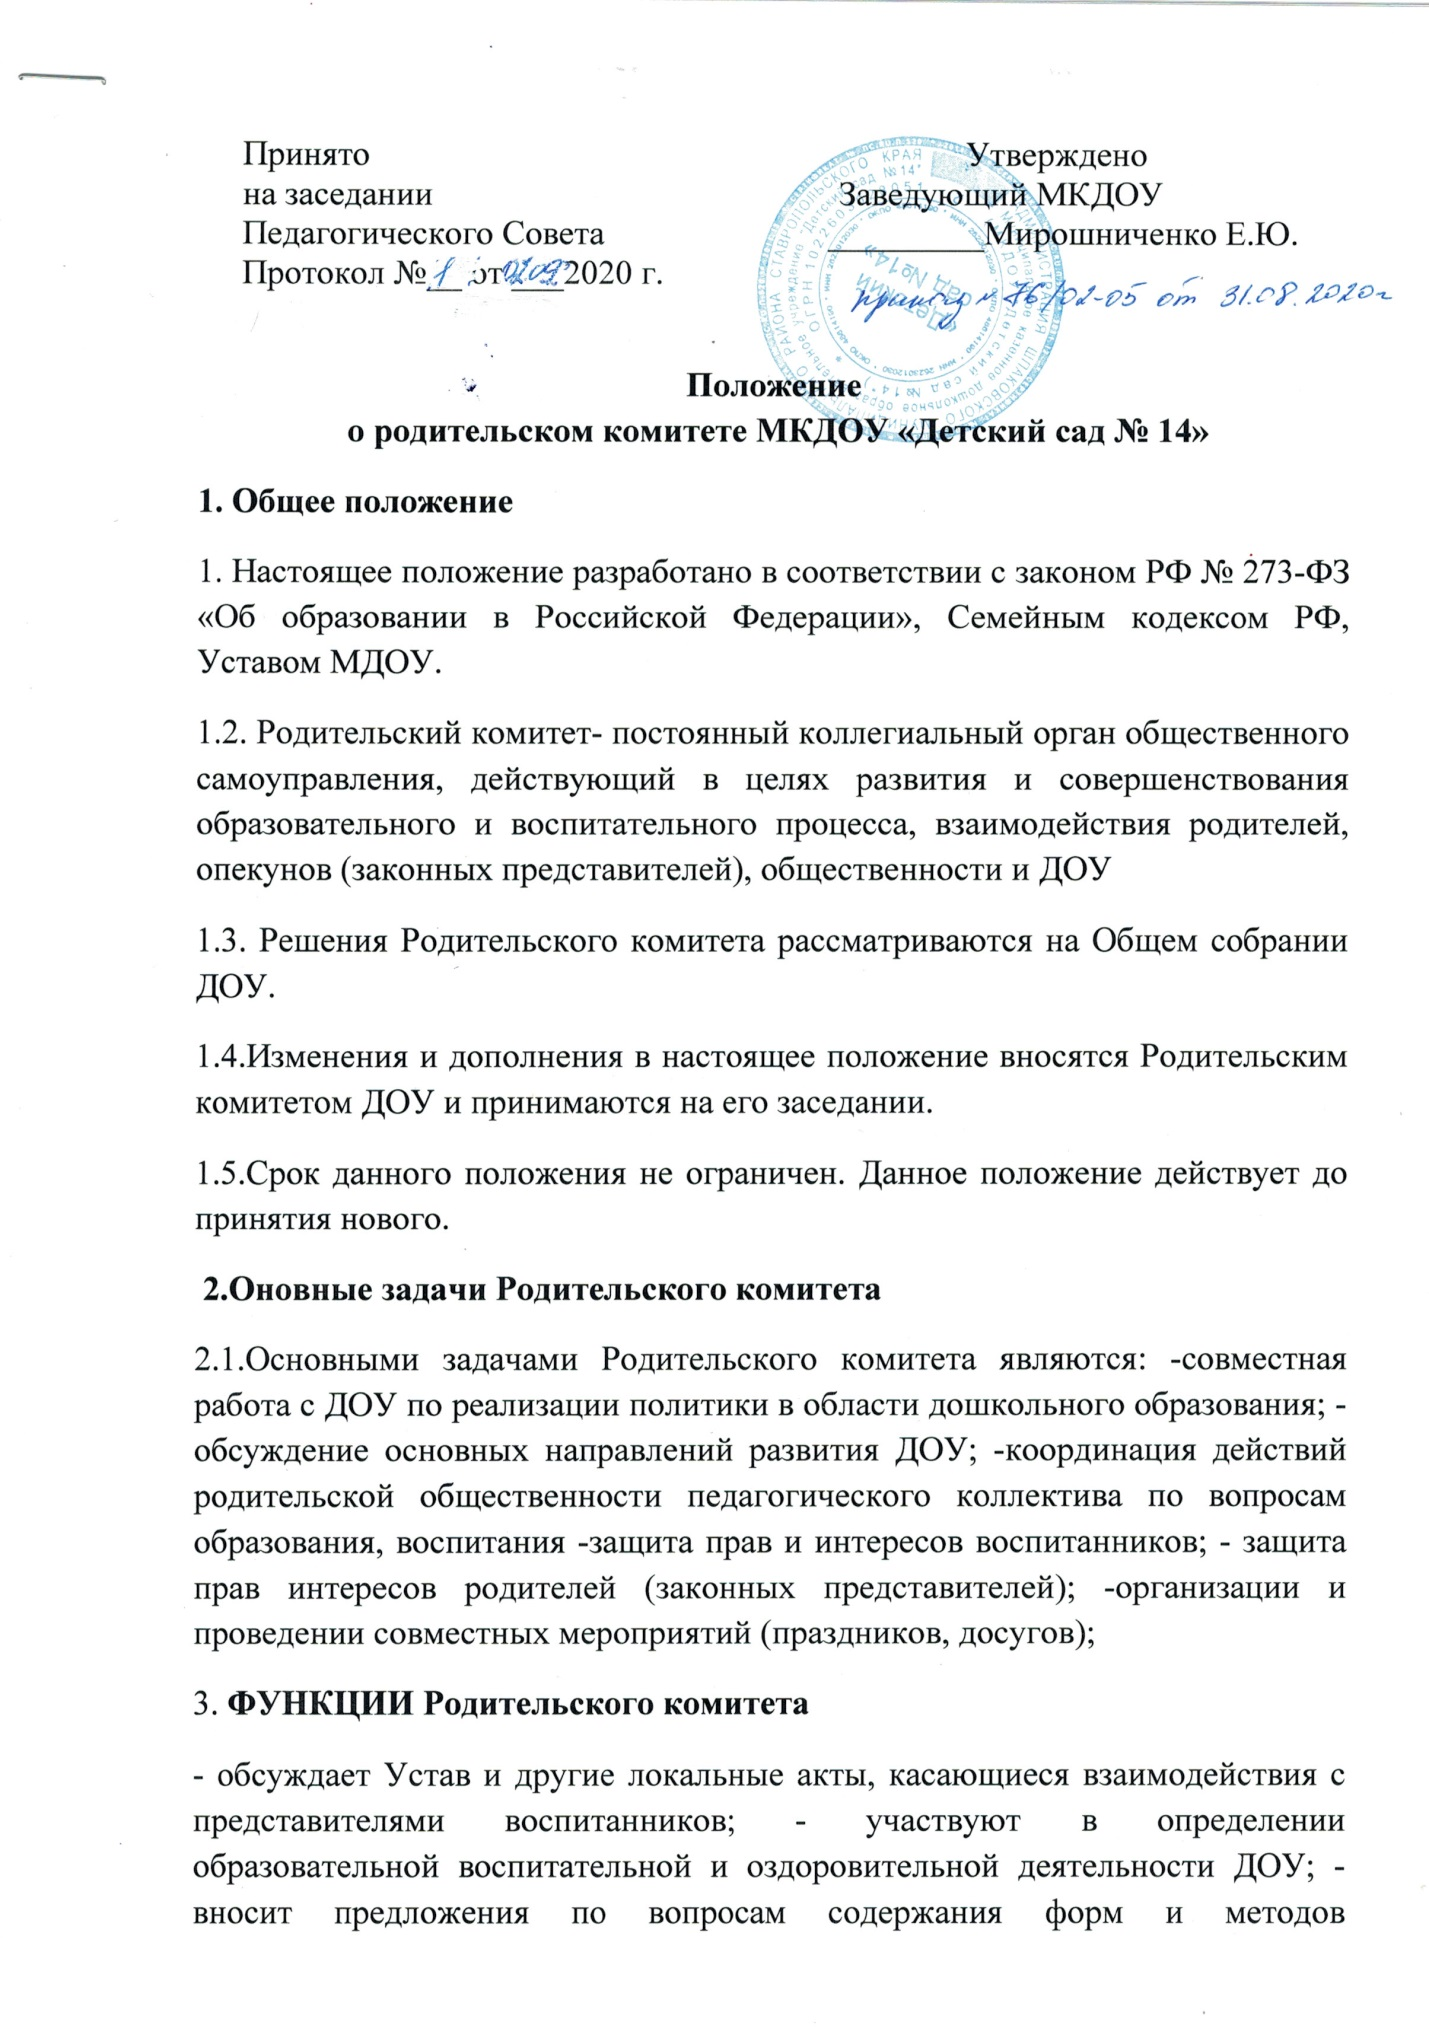 Принято
на заседании
Педагогического Совета
Протокол № 1 от 02.09 2020 г.
Утверждено
Заведующий МКДОУ
_________Мирошниченко Е.Ю.
приказ № 76/02-05 от 31.08.2020г
«Детский
сад №14»
Положение
о родительском комитете МКДОУ «Детский сад № 14»
1. Общее положение
1. Настоящее положение разработано в соответствии с законом РФ № 273-ФЗ
«Об образовании в Российской Федерации», Семейным кодексом РФ,
Уставом МДОУ.
1.2. Родительский комитет- постоянный коллегиальный орган общественного
самоуправления, действующий в целях развития и совершенствования
образовательного и воспитательного процесса, взаимодействия родителей,
опекунов (законных представителей), общественности и ДОУ
1.3. Решения Родительского комитета рассматриваются на Общем собрании
ДОУ.
1.4.Изменения и дополнения в настоящее положение вносятся Родительским
комитетом ДОУ и принимаются на его заседании.
1.5.Срок данного положения не ограничен. Данное положение действует до
принятия нового.
2.Оновные задачи Родительского комитета
2.1.Основными задачами Родительского комитета являются: -совместная
работа с ДОУ по реализации политики в области дошкольного образования; -
обсуждение основных направлений развития ДОУ; -координация действий
родительской общественности педагогического коллектива по вопросам
образования, воспитания -защита прав и интересов воспитанников; - защита
прав интересов родителей (законных представителей); -организации и
проведении совместных мероприятий (праздников, досугов);
3. ФУНКЦИИ Родительского комитета
- обсуждает Устав и другие локальные акты, касающиеся взаимодействия с
представителями воспитанников; - участвуют в определении
образовательной воспитательной и оздоровительной деятельности ДОУ; -
вносит предложения по вопросам содержания форм и методов